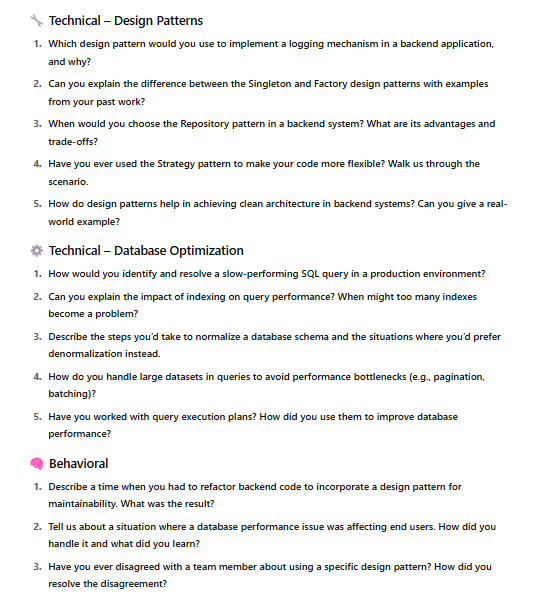 🔧 Technical – Design Patterns
1. Which design pattern would you use to implement a logging mechanism in a backend application,
and why?
2. Can you explain the difference between the Singleton and Factory design patterns with examples
from your past work?
3. When would you choose the Repository pattern in a backend system? What are its advantages and
trade-offs?
4. Have you ever used the Strategy pattern to make your code more flexible? Walk us through the
scenario.
5. How do design patterns help in achieving clean architecture in backend systems? Can you give a real-
world example?
⚙️ Technical – Database Optimization
1. How would you identify and resolve a slow-performing SQL query in a production environment?
2. Can you explain the impact of indexing on query performance? When might too many indexes
become a problem?
3. Describe the steps you’d take to normalize a database schema and the situations where you’d prefer
denormalization instead.
4. How do you handle large datasets in queries to avoid performance bottlenecks (e.g., pagination,
batching)?
5. Have you worked with query execution plans? How did you use them to improve database
performance?
🧠 Behavioral
1. Describe a time when you had to refactor backend code to incorporate a design pattern for
maintainability. What was the result?
2. Tell us about a situation where a database performance issue was affecting end users. How did you
handle it and what did you learn?
3. Have you ever disagreed with a team member about using a specific design pattern? How did you
resolve the disagreement?